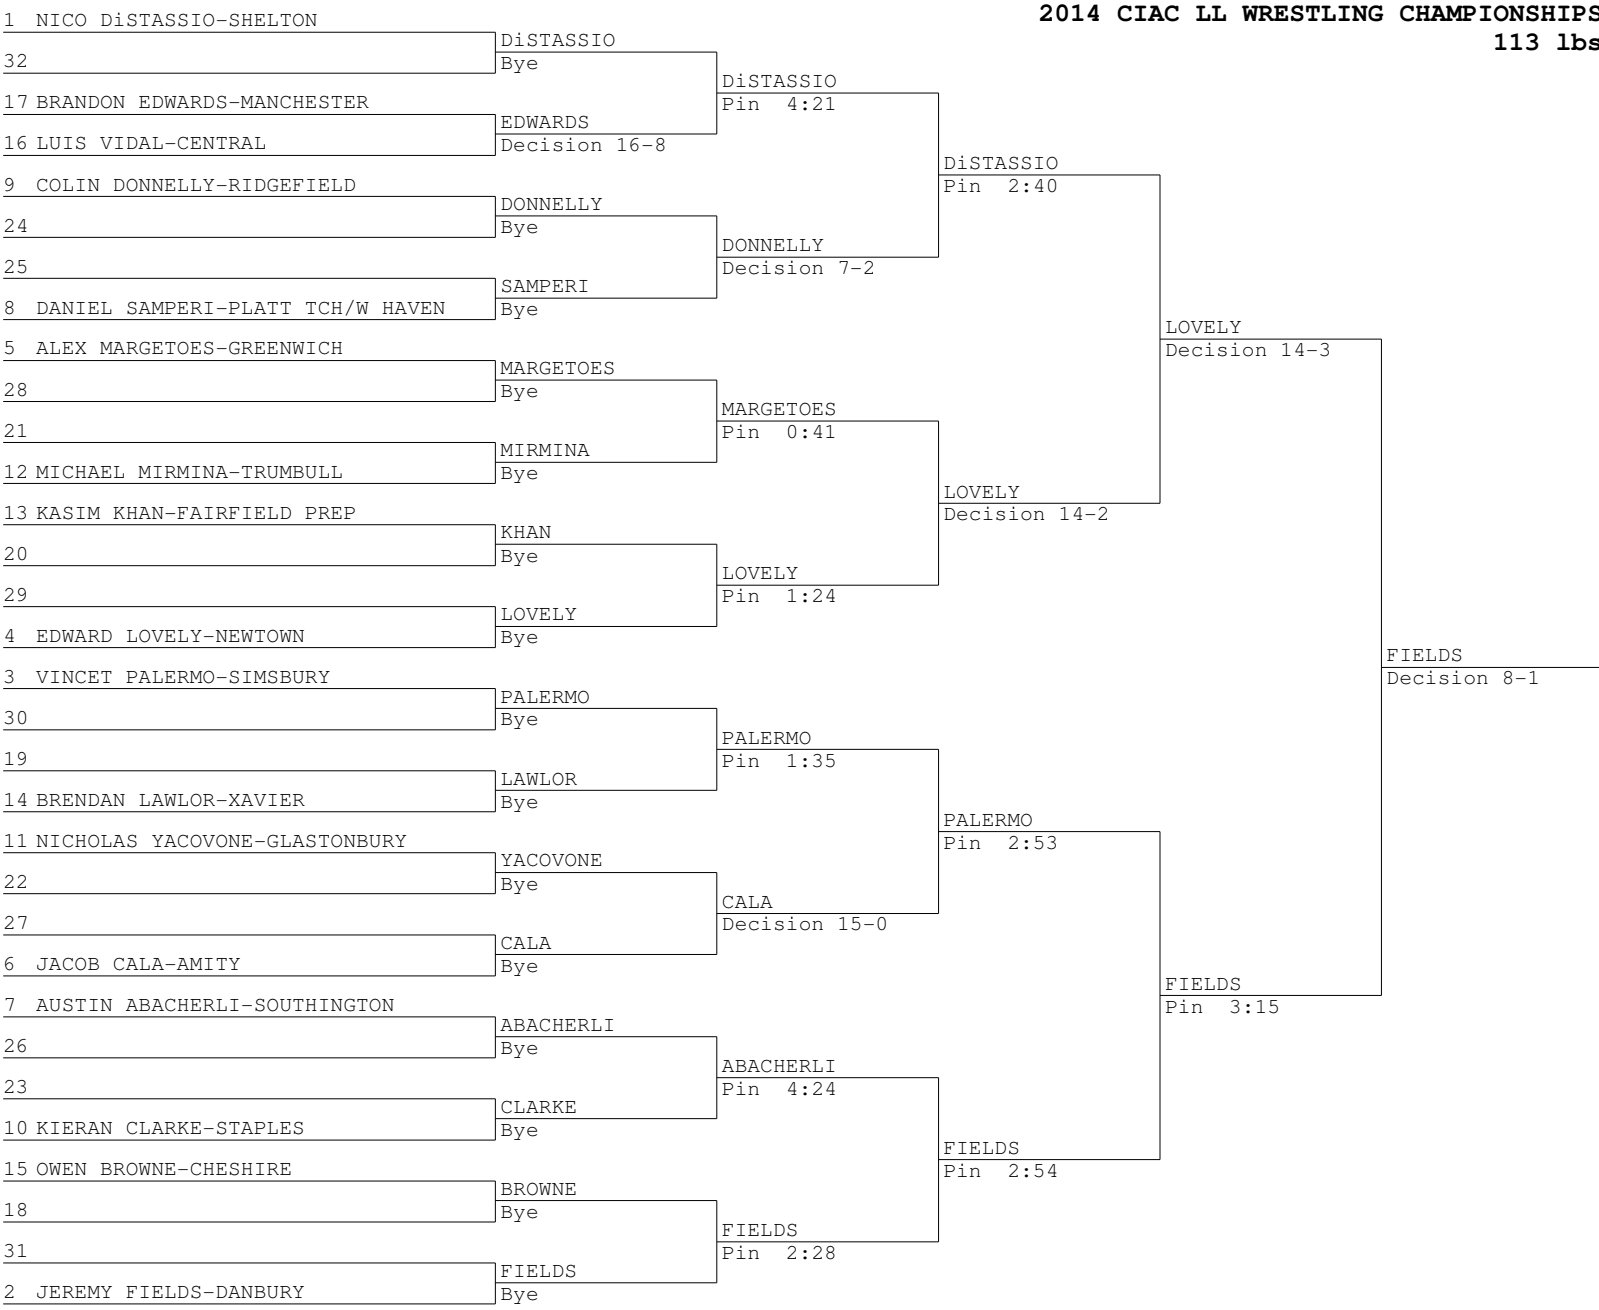 2014 CIAC LL WRESTLING CHAMPIONSHIPS
113 lbs
1 NICO DiSTASSIO-SHELTON
32
17 BRANDON EDWARDS-MANCHESTER
16 LUIS VIDAL-CENTRAL
9 COLIN DONNELLY-RIDGEFIELD
24
25
8 DANIEL SAMPERI-PLATT TCH/W HAVEN
5 ALEX MARGETOES-GREENWICH
28
21
12 MICHAEL MIRMINA-TRUMBULL
13 KASIM KHAN-FAIRFIELD PREP
20
29
4 EDWARD LOVELY-NEWTOWN
3 VINCET PALERMO-SIMSBURY
30
19
14 BRENDAN LAWLOR-XAVIER
11 NICHOLAS YACOVONE-GLASTONBURY
22
27
6 JACOB CALA-AMITY
7 AUSTIN ABACHERLI-SOUTHINGTON
26
23
10 KIERAN CLARKE-STAPLES
15 OWEN BROWNE-CHESHIRE
18
31
2 JEREMY FIELDS-DANBURY
DiSTASSIO
Bye
EDWARDS
Decision 16-8
DONNELLY
Bye
SAMPERI
Bye
MARGETOES
Bye
MIRMINA
Bye
KHAN
Bye
LOVELY
Bye
PALERMO
Bye
LAWLOR
Bye
YACOVONE
Bye
CALA
Bye
ABACHERLI
Bye
CLARKE
Bye
BROWNE
Bye
FIELDS
Bye
DiSTASSIO
Pin 4:21
DONNELLY
Decision 7-2
MARGETOES
Pin 0:41
LOVELY
Pin 1:24
PALERMO
Pin 1:35
CALA
Decision 15-0
ABACHERLI
Pin 4:24
FIELDS
Pin 2:28
DiSTASSIO
Pin 2:40
LOVELY
Decision 14-2
PALERMO
Pin 2:53
FIELDS
Pin 2:54
LOVELY
Decision 14-3
FIELDS
Pin 3:15
FIELDS
Decision 8-1